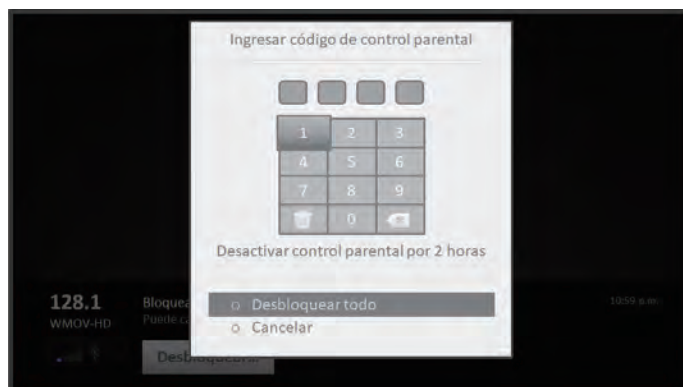 Ingresar código de control parental
1 2 3
4 5 6
7 8 9
0
Desactivar control parental por 2 horas
Desbloquear todo
Cancelar
128.1
WMOV-HD
10:59 p.m.